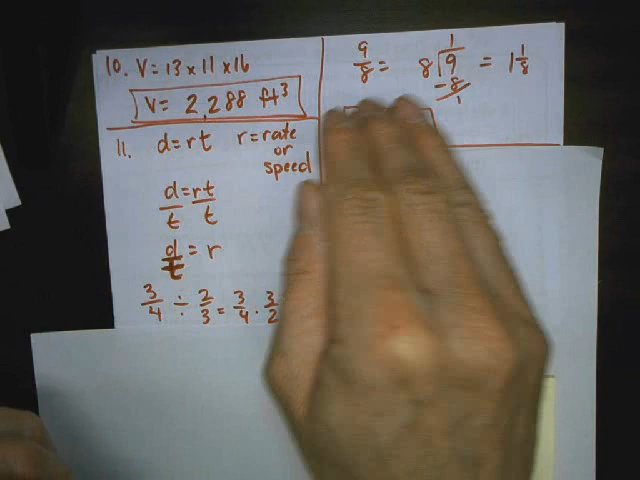 10. V = 13 x 11 x 16
V = 2,288 ft³
11. d = rt r = rate
or
speed
d = rt
t t
d/t = r
3/4 ÷ 2/3 = 3/4 · 3/2
9/8 = 8 1 9 = 1 1/8
-8
1